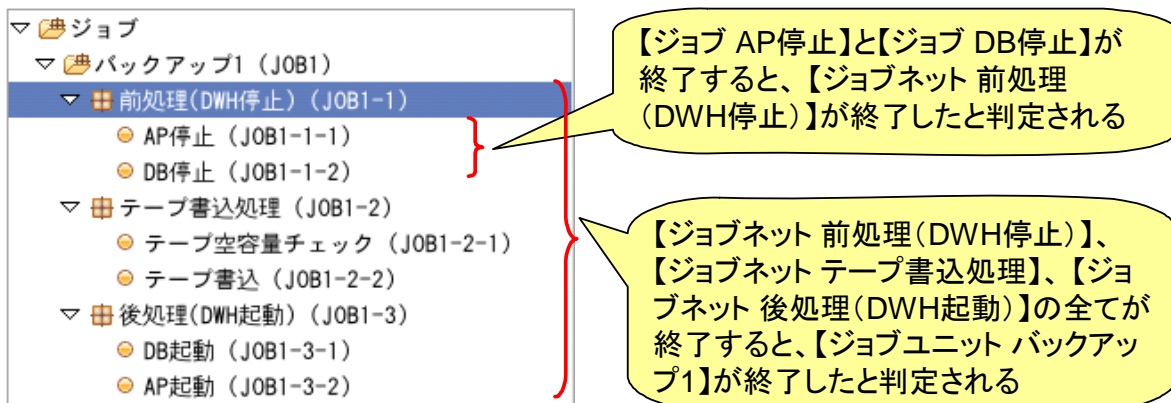 ジョブ
バックアップ1 (JOB1)
前処理(DWH停止) (JOB1-1)
AP停止 (JOB1-1-1)
DB停止 (JOB1-1-2)
テープ書込処理 (JOB1-2)
テープ空容量チェック (JOB1-2-1)
テープ書込 (JOB1-2-2)
後処理(DWH起動) (JOB1-3)
DB起動 (JOB1-3-1)
AP起動 (JOB1-3-2)
【ジョブ AP停止】と【ジョブ DB停止】が
終了すると、【ジョブネット 前処理
(DWH停止)】が終了したと判定される
【ジョブネット 前処理(DWH停止)】、
【ジョブネット テープ書込処理】、【ジョ
ブネット 後処理(DWH起動)】の全てが
終了すると、【ジョブユニット バックアッ
プ1】が終了したと判定される